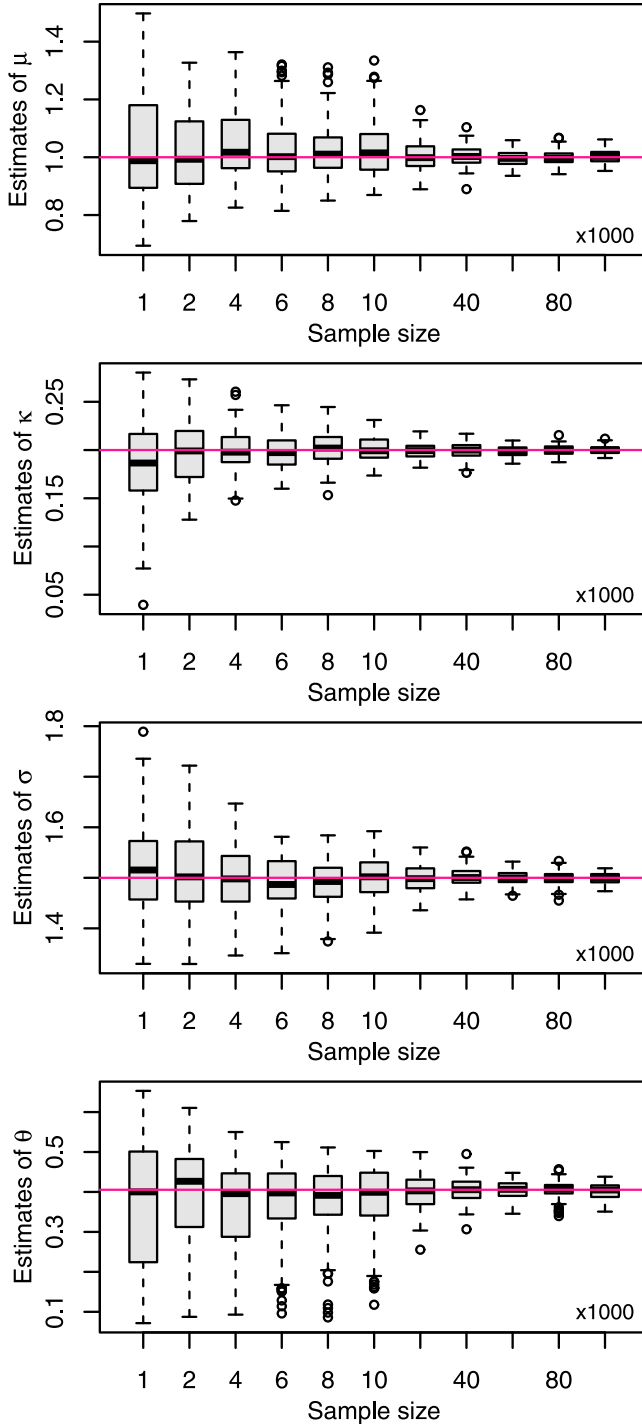 Estimates of μ
1.4
1.2
1.0
0.8
x1000
1 2 4 6 8 10 40 80
Sample size
Estimates of κ
0.25
0.15
0.05
x1000
1 2 4 6 8 10 40 80
Sample size
Estimates of σ
1.8
1.6
1.4
x1000
1 2 4 6 8 10 40 80
Sample size
Estimates of θ
0.5
0.3
0.1
x1000
1 2 4 6 8 10 40 80
Sample size